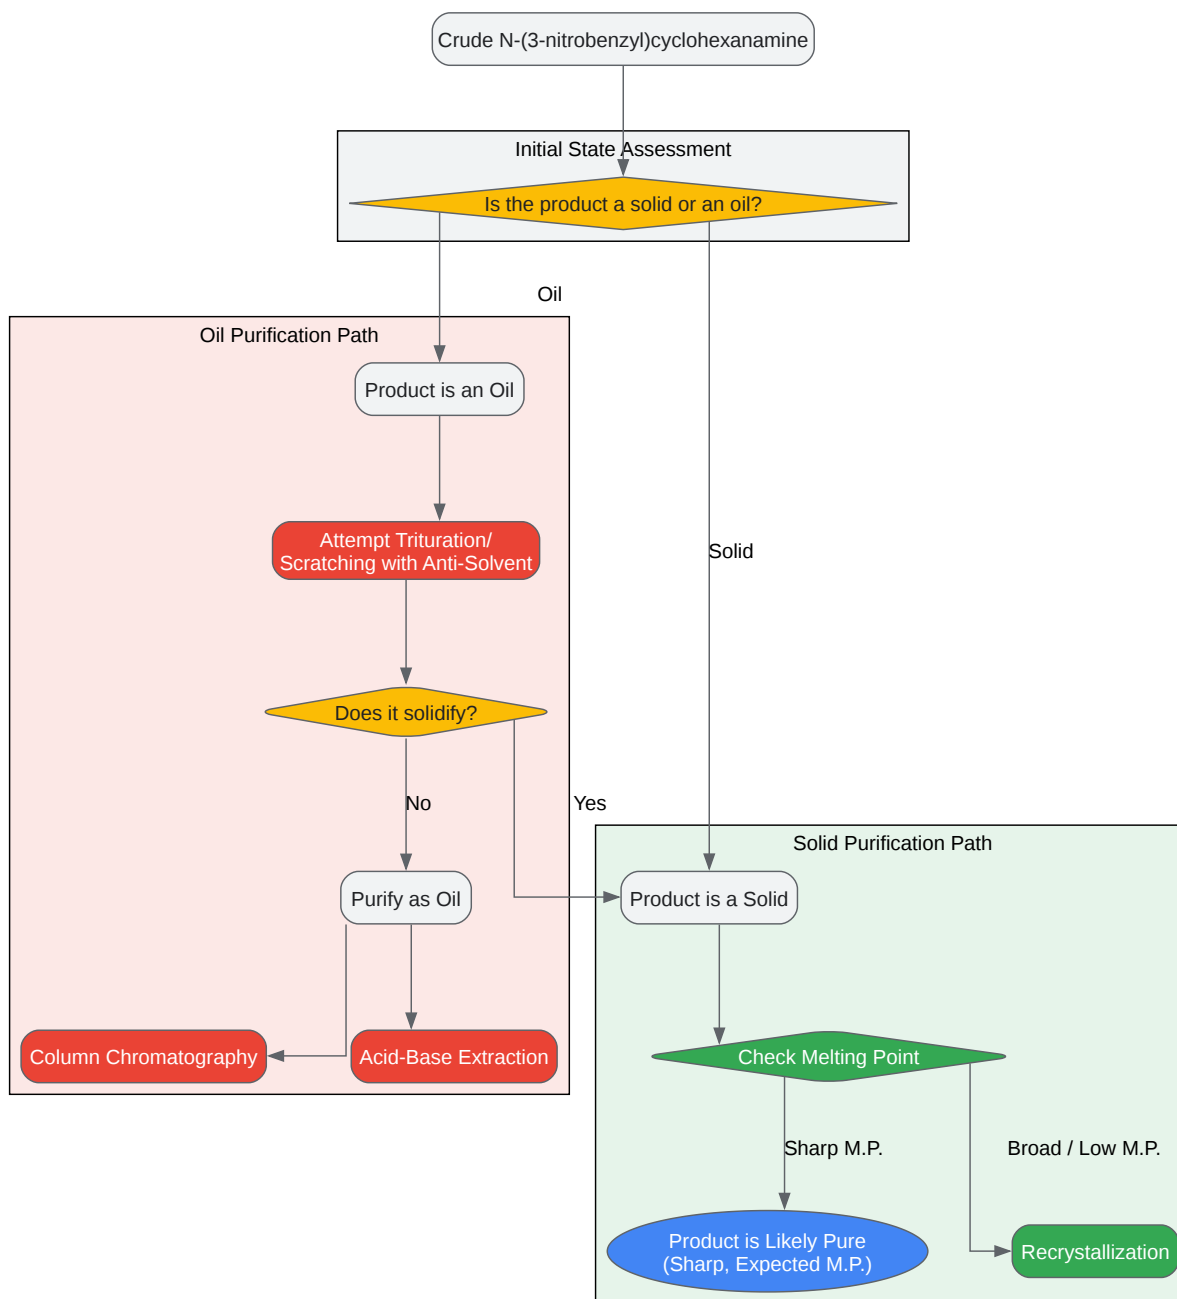 Crude N-(3-nitrobenzyl)cyclohexanamine
Initial State Assessment
Is the product a solid or an oil?
Oil
Oil Purification Path
Product is an Oil
Attempt Trituration/
Scratching with Anti-Solvent
Solid
Does it solidify?
No
Yes
Solid Purification Path
Purify as Oil
Product is a Solid
Column Chromatography
Acid-Base Extraction
Check Melting Point
Sharp M.P.
Broad / Low M.P.
Product is Likely Pure
(Sharp, Expected M.P.)
Recrystallization